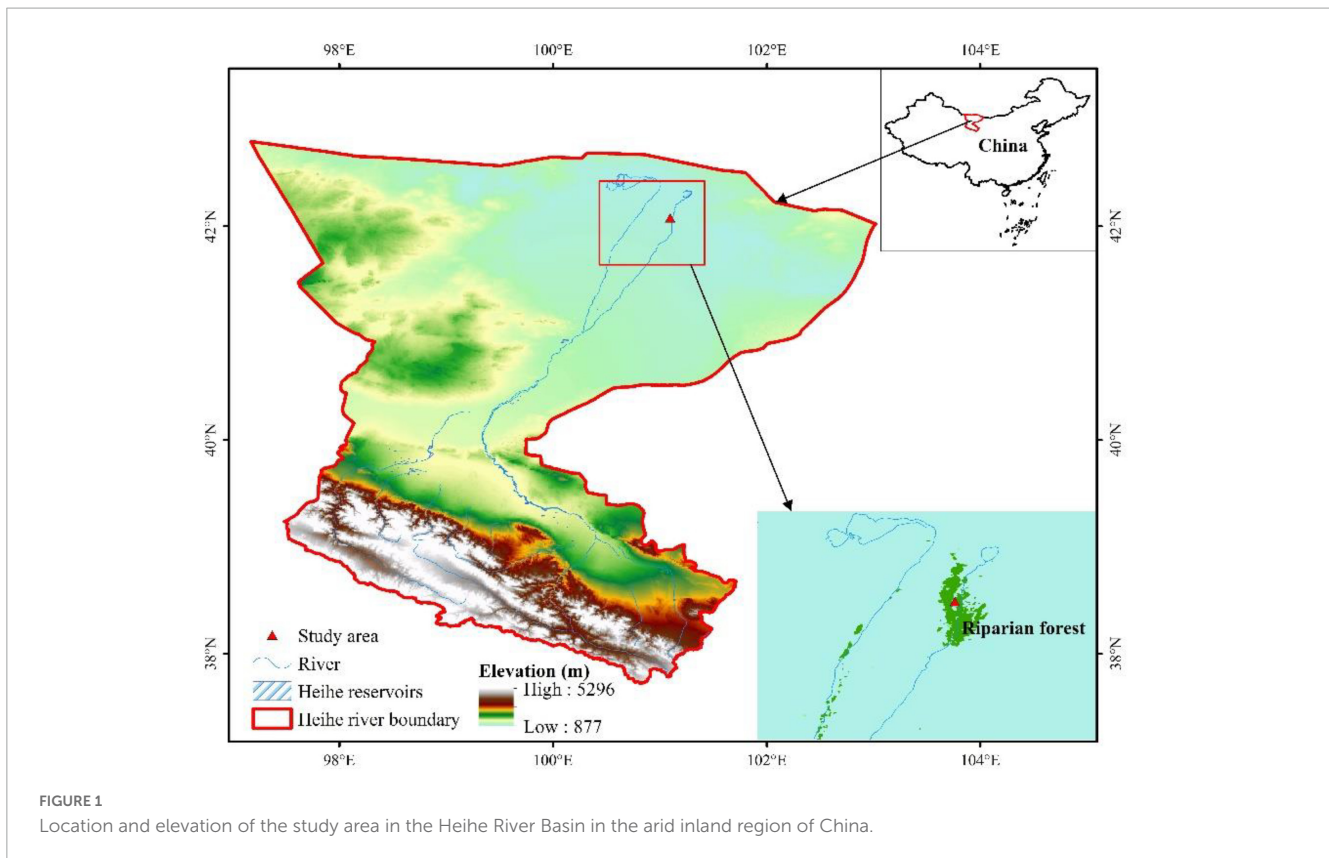 98°E 100°E 102°E 104°E
China
42°N 42°N
40°N 40°N
38°N 38°N
Riparian forest
Study area
River
Heihe reservoirs
Heihe river boundary
Elevation (m)
High : 5296
Low : 877
98°E 100°E 102°E 104°E
FIGURE 1
Location and elevation of the study area in the Heihe River Basin in the arid inland region of China.